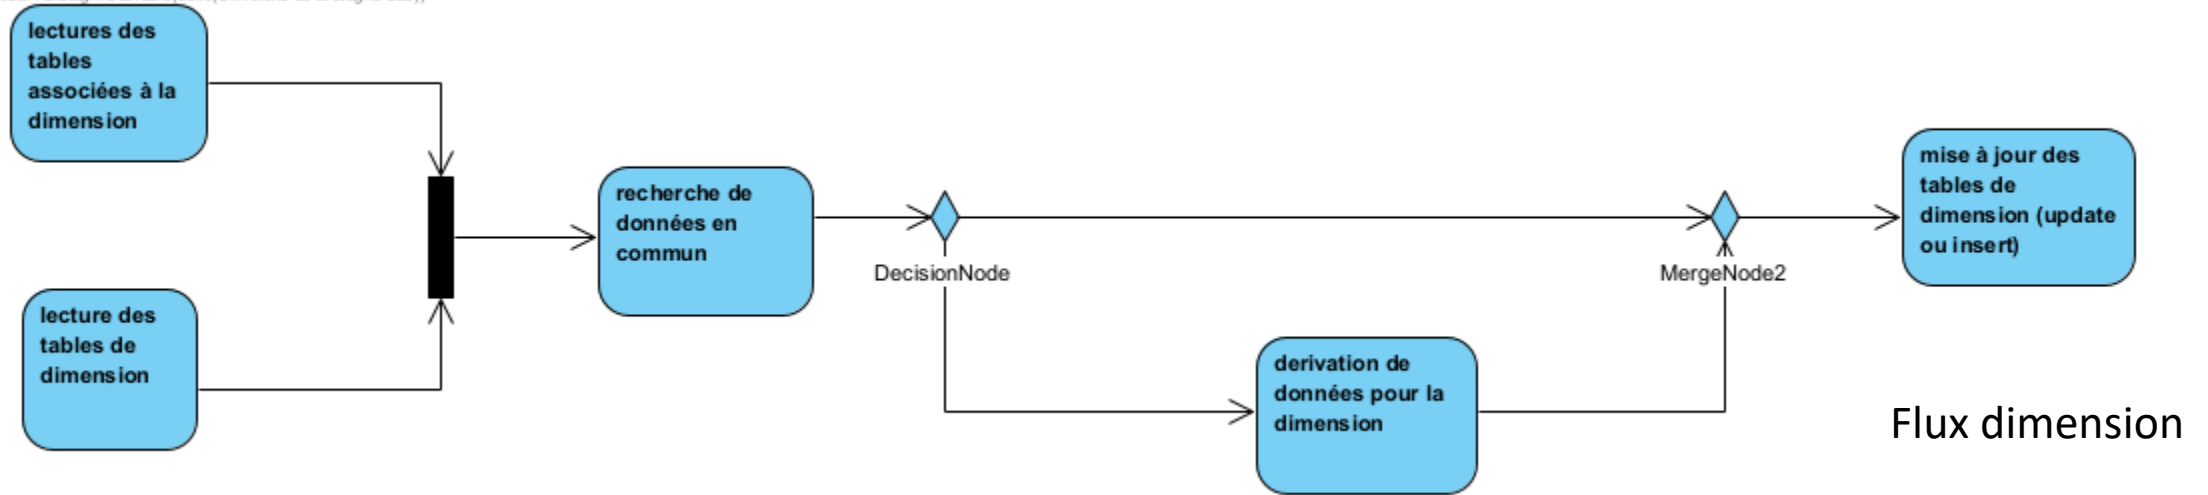 lectures des
tables
associées à la
dimension
lecture des
tables de
dimension
recherche de
données en
commun
DecisionNode
derivation de
données pour la
dimension
MergeNode2
mise à jour des
tables de
dimension (update
ou insert)
Flux dimension